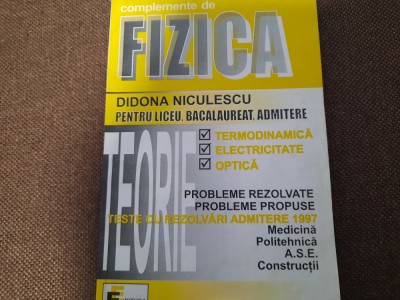 complemente de
FIZICA
DIDONA NICULESCU
PENTRU LICEU, BACALAUREAT, ADMITERE
TEORIE
TERMODINAMICĂ
ELECTRICITATE
OPTICĂ
PROBLEME REZOLVATE
PROBLEME PROPUSE
TESTE CU REZOLVĂRI ADMITERE 1997
Medicină
Politehnică
A.S.E.
Construcții